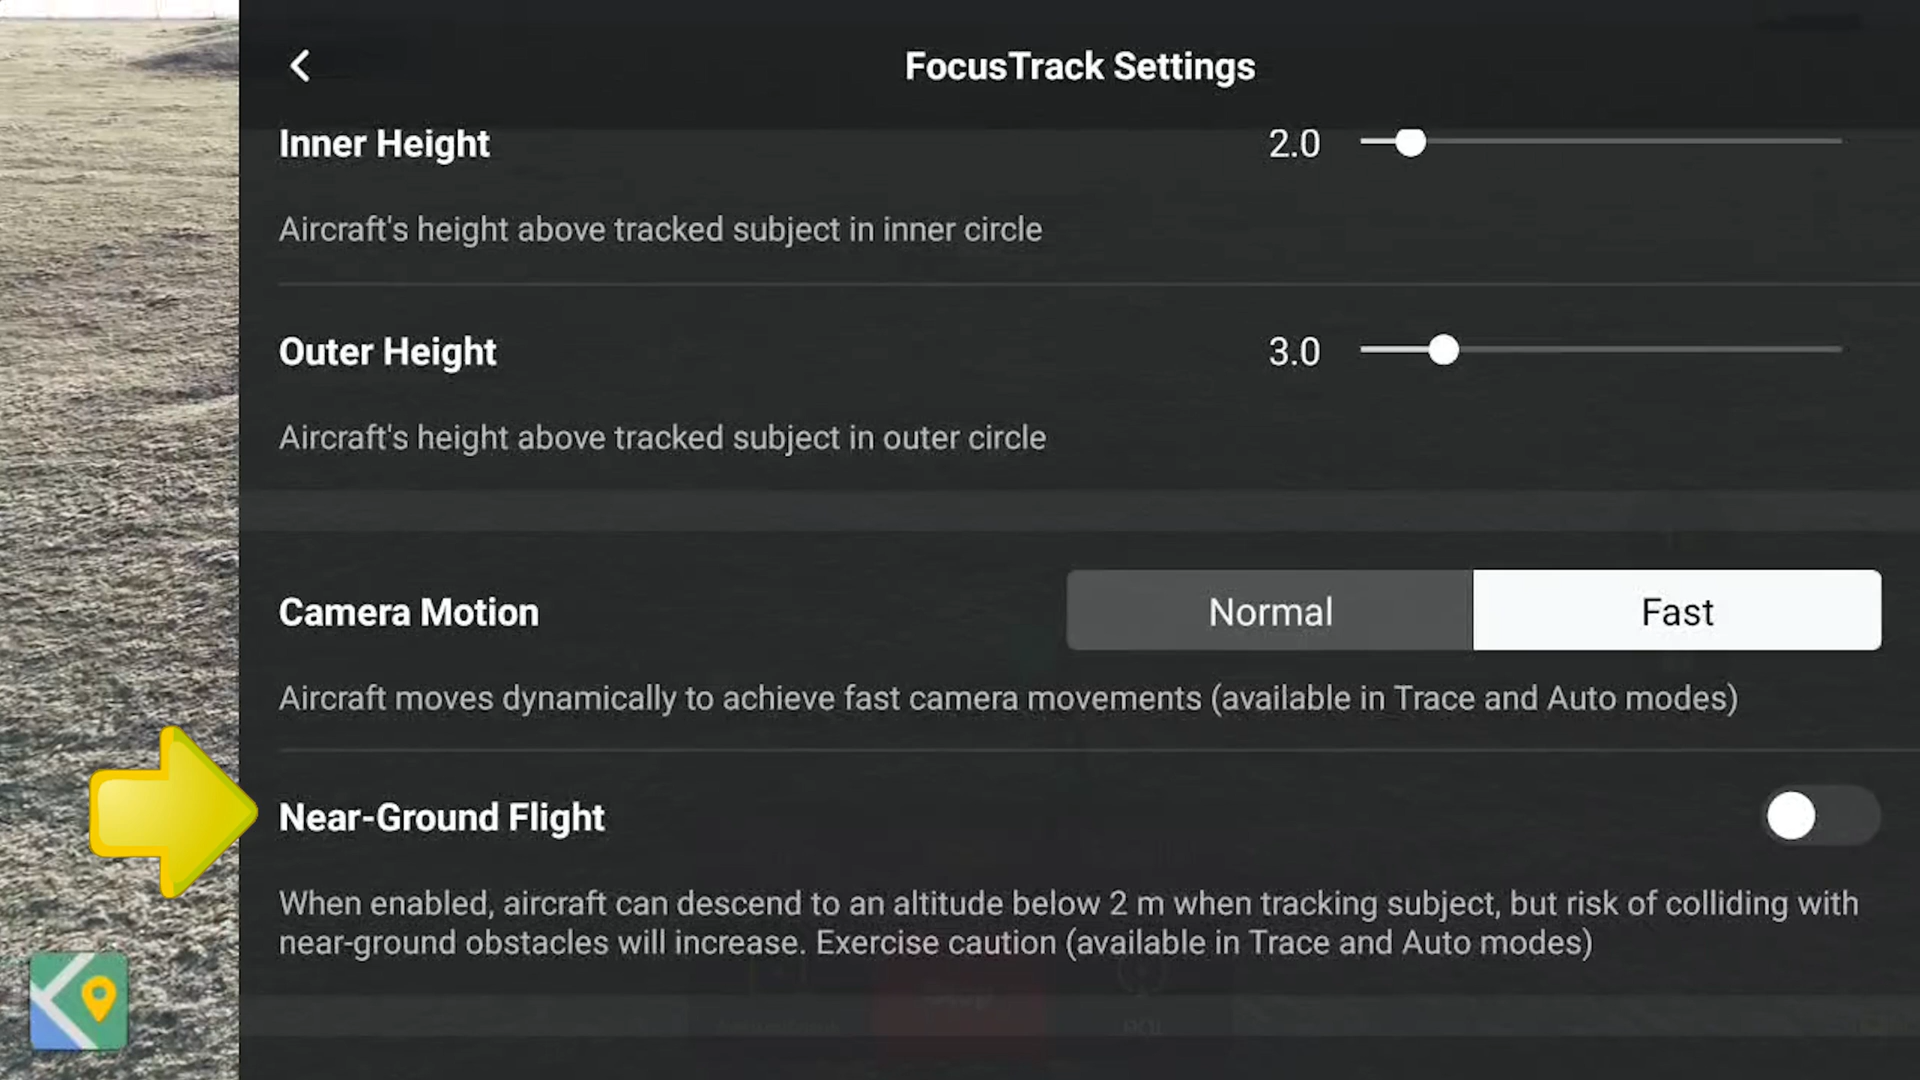 FocusTrack Settings
Inner Height 2.0
Aircraft's height above tracked subject in inner circle
Outer Height 3.0
Aircraft's height above tracked subject in outer circle
Camera Motion Normal Fast
Aircraft moves dynamically to achieve fast camera movements (available in Trace and Auto modes)
Near-Ground Flight
When enabled, aircraft can descend to an altitude below 2 m when tracking subject, but risk of colliding with
near-ground obstacles will increase. Exercise caution (available in Trace and Auto modes)